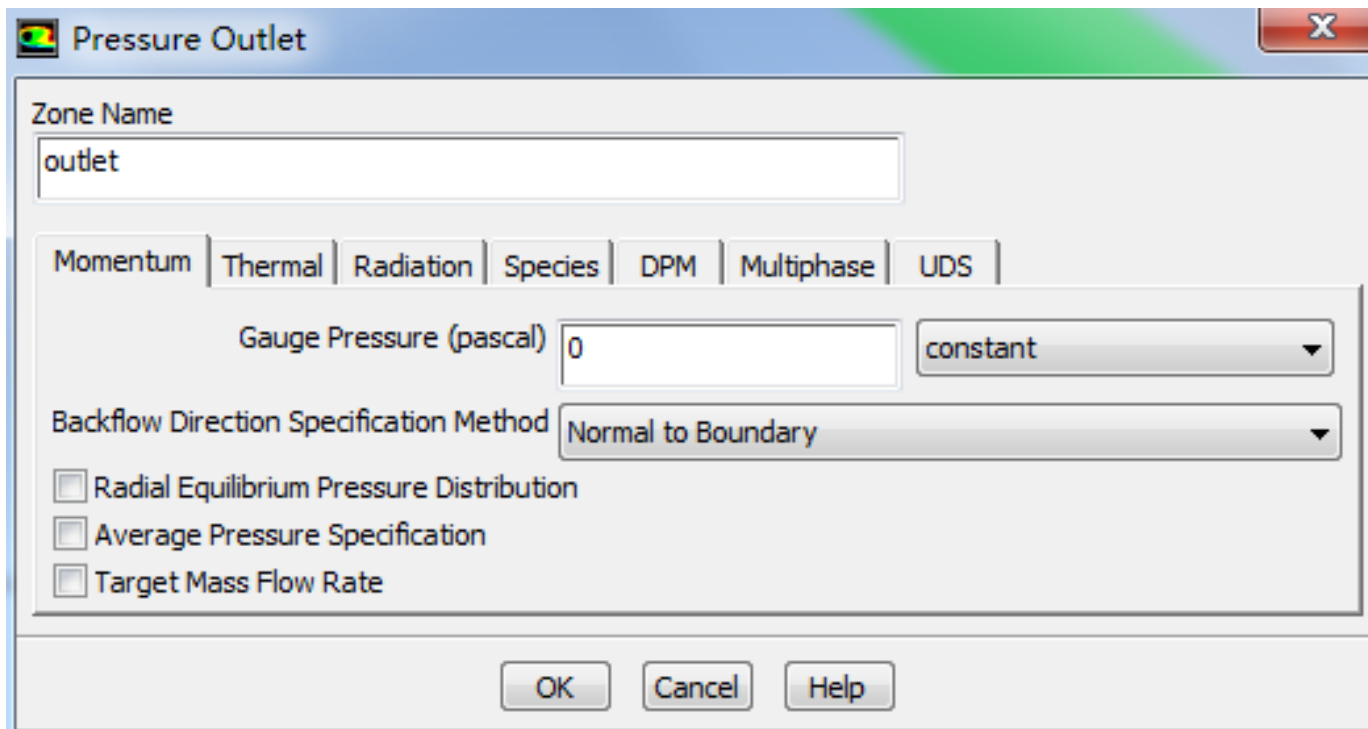 Pressure Outlet
X
Zone Name
outlet
Momentum Thermal Radiation Species DPM Multiphase UDS
Gauge Pressure (pascal) 0 constant
Backflow Direction Specification Method Normal to Boundary
Radial Equilibrium Pressure Distribution
Average Pressure Specification
Target Mass Flow Rate
OK Cancel Help